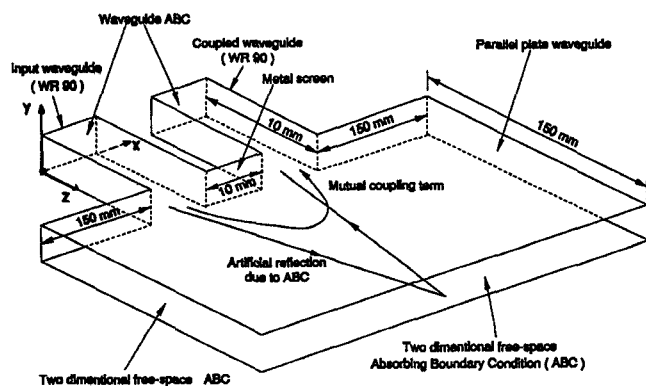 Waveguide ABC
Coupled waveguide
( WR 90 )
Parallel plate waveguide
Input waveguide
( WR 90 )
Metal screen
y
x
z
10 mm
150 mm
150 mm
10 mm
Mutual coupling term
150 mm
Artificial reflection
due to ABC
Two dimentional free-space
Absorbing Boundary Condition ( ABC )
Two dimentional free-space ABC